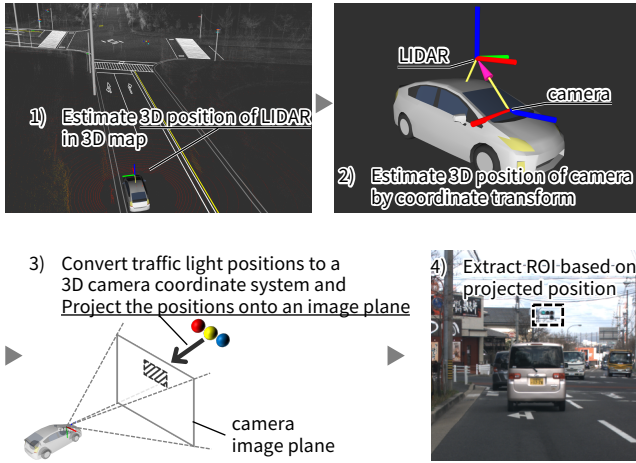 1) Estimate 3D position of LIDAR
in 3D map
LIDAR
camera
2) Estimate 3D position of camera
by coordinate transform
3) Convert traffic light positions to a
3D camera coordinate system and
Project the positions onto an image plane
camera
image plane
4) Extract ROI based on
projected position